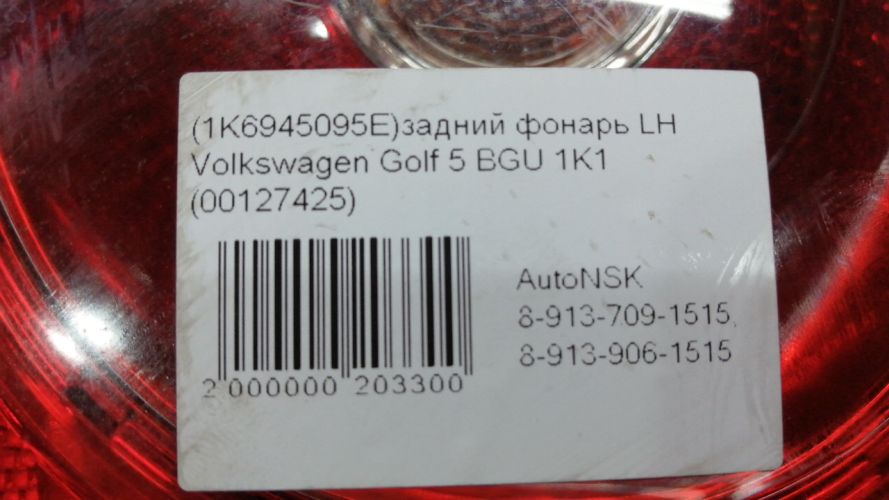 (1K6945095E)задний фонарь LH
Volkswagen Golf 5 BGU 1K1
(00127425)
AutoNSK
8-913-709-1515,
8-913-906-1515
2 000000 203300